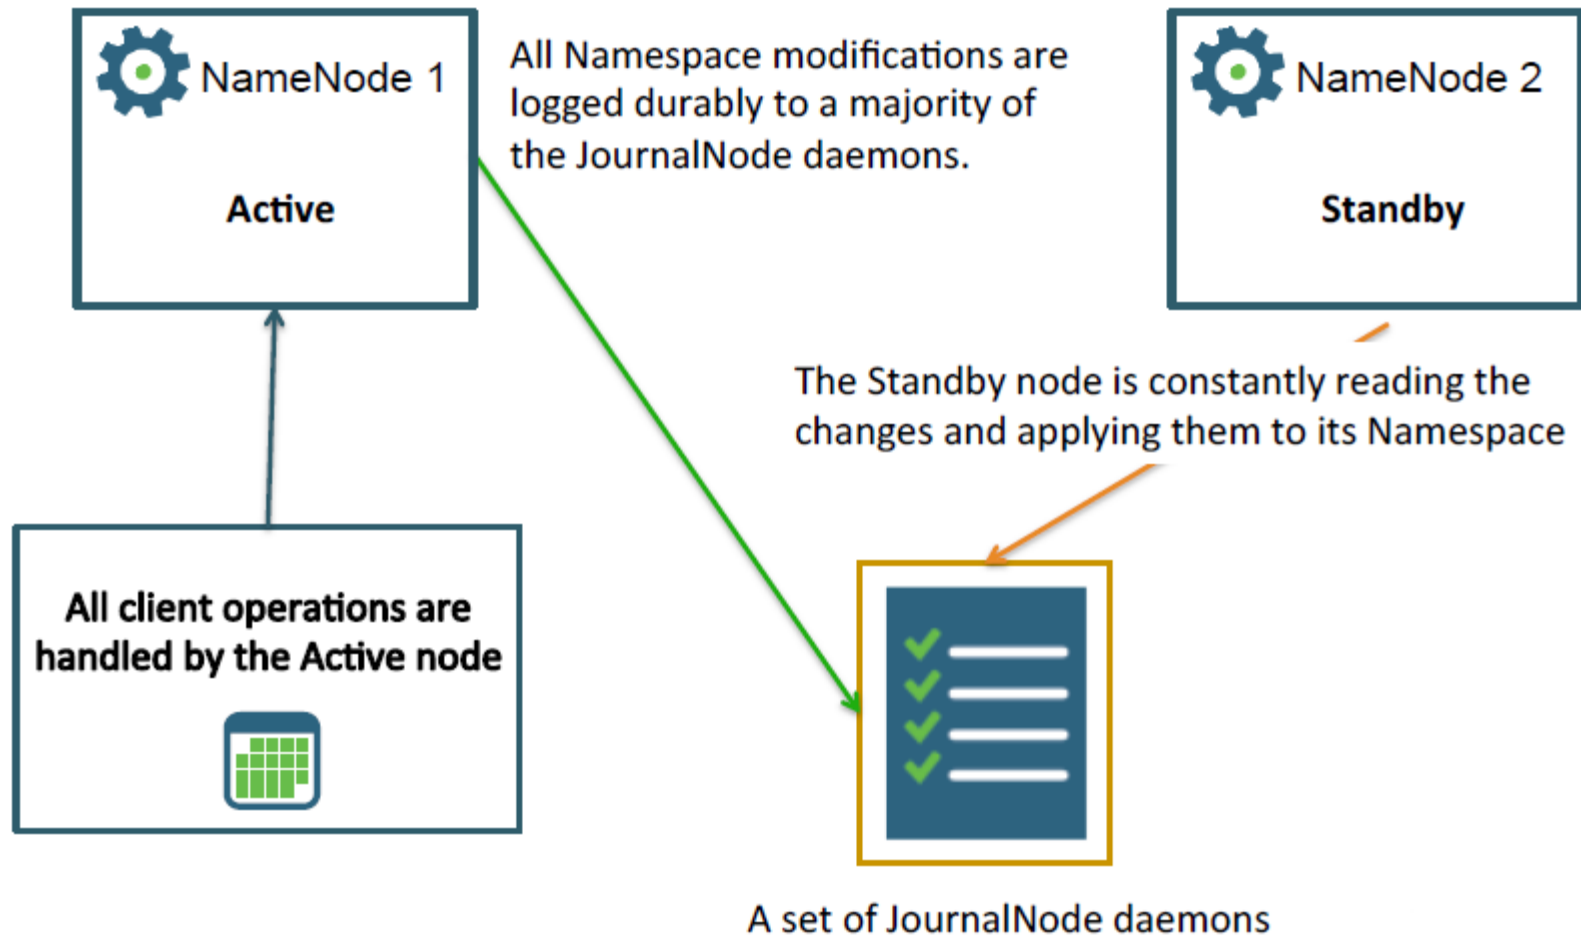 NameNode 1
Active
All Namespace modifications are
logged durably to a majority of
the JournalNode daemons.
NameNode 2
Standby
The Standby node is constantly reading the
changes and applying them to its Namespace
All client operations are
handled by the Active node
A set of JournalNode daemons